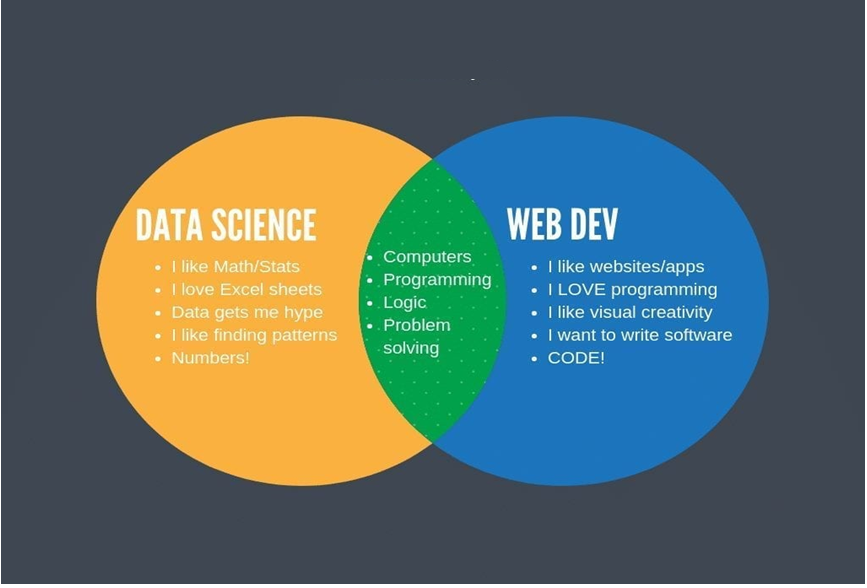 DATA SCIENCE
• I like Math/Stats
• I love Excel sheets
• Data gets me hype
• I like finding patterns
• Numbers!
• Computers
• Programming
• Logic
• Problem
solving
WEB DEV
• I like websites/apps
• I LOVE programming
• I like visual creativity
• I want to write software
• CODE!